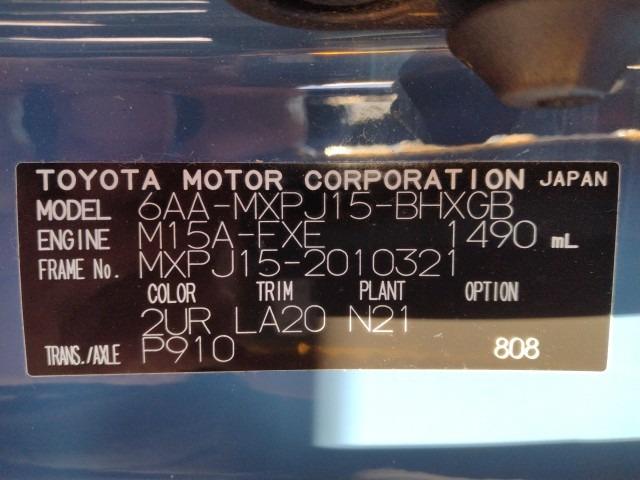 TOYOTA MOTOR CORPORATION JAPAN
MODEL 6AA-MXPJ15-BHXGB
ENGINE M15A-FXE 1490 mL
FRAME No. MXPJ15-2010321
COLOR TRIM PLANT OPTION
2UR LA20 N21
TRANS./AXLE P910 808